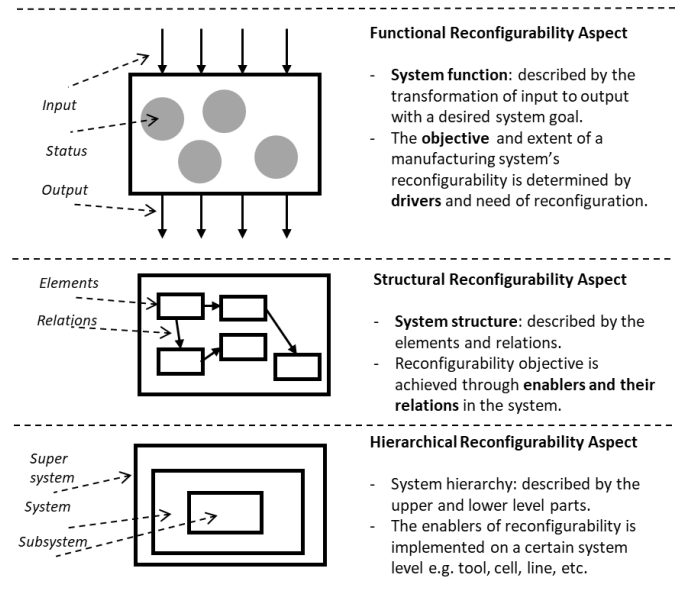 Functional Reconfigurability Aspect
Input
Status
Output
- System function: described by the
transformation of input to output
with a desired system goal.
- The objective and extent of a
manufacturing system's
reconfigurability is determined by
drivers and need of reconfiguration.
Structural Reconfigurability Aspect
Elements
Relations
- System structure: described by the
elements and relations.
- Reconfigurability objective is
achieved through enablers and their
relations in the system.
Hierarchical Reconfigurability Aspect
Super
system
System
Subsystem
- System hierarchy: described by the
upper and lower level parts.
- The enablers of reconfigurability is
implemented on a certain system
level e.g. tool, cell, line, etc.